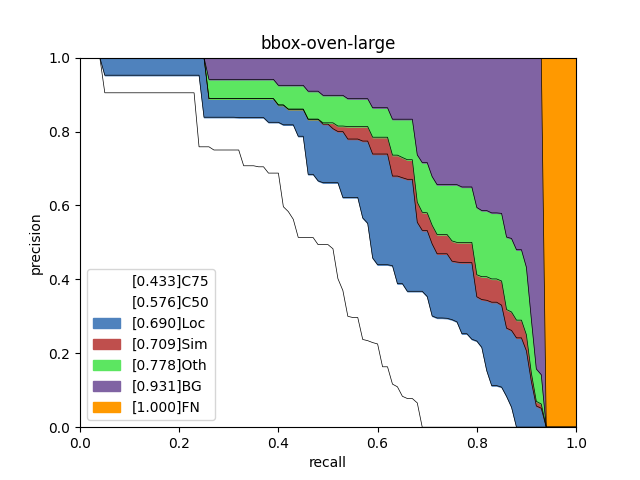 bbox-oven-large
precision
1.0
0.8
0.6
0.4
0.2
0.0
[0.433]C75
[0.576]C50
[0.690]Loc
[0.709]Sim
[0.778]Oth
[0.931]BG
[1.000]FN
0.0 0.2 0.4 0.6 0.8 1.0
recall